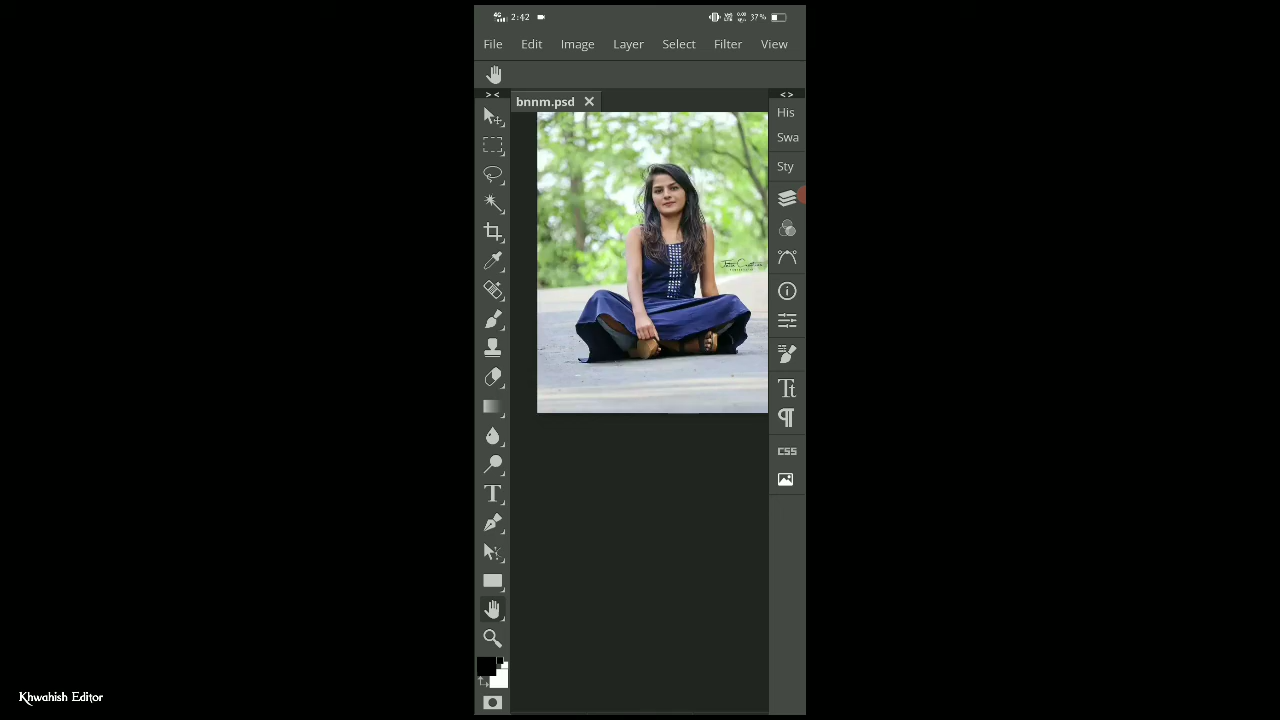 2:42
37%
File Edit Image Layer Select Filter View
bnnm.psd
His
Swa
Sty
CSS
Khwahish Editor